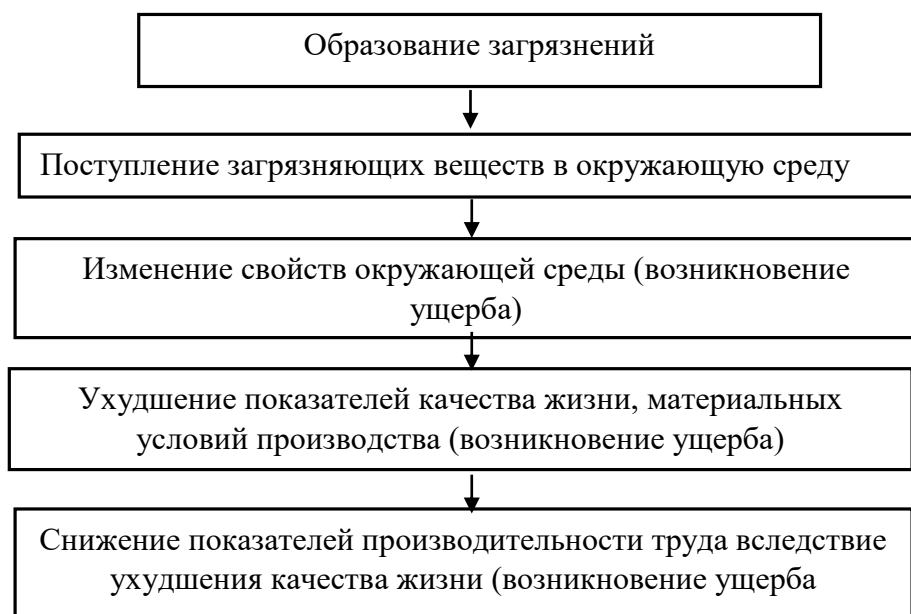 Образование загрязнений
Поступление загрязняющих веществ в окружающую среду
Изменение свойств окружающей среды (возникновение
ущерба)
Ухудшение показателей качества жизни, материальных
условий производства (возникновение ущерба)
Снижение показателей производительности труда вследствие
ухудшения качества жизни (возникновение ущерба